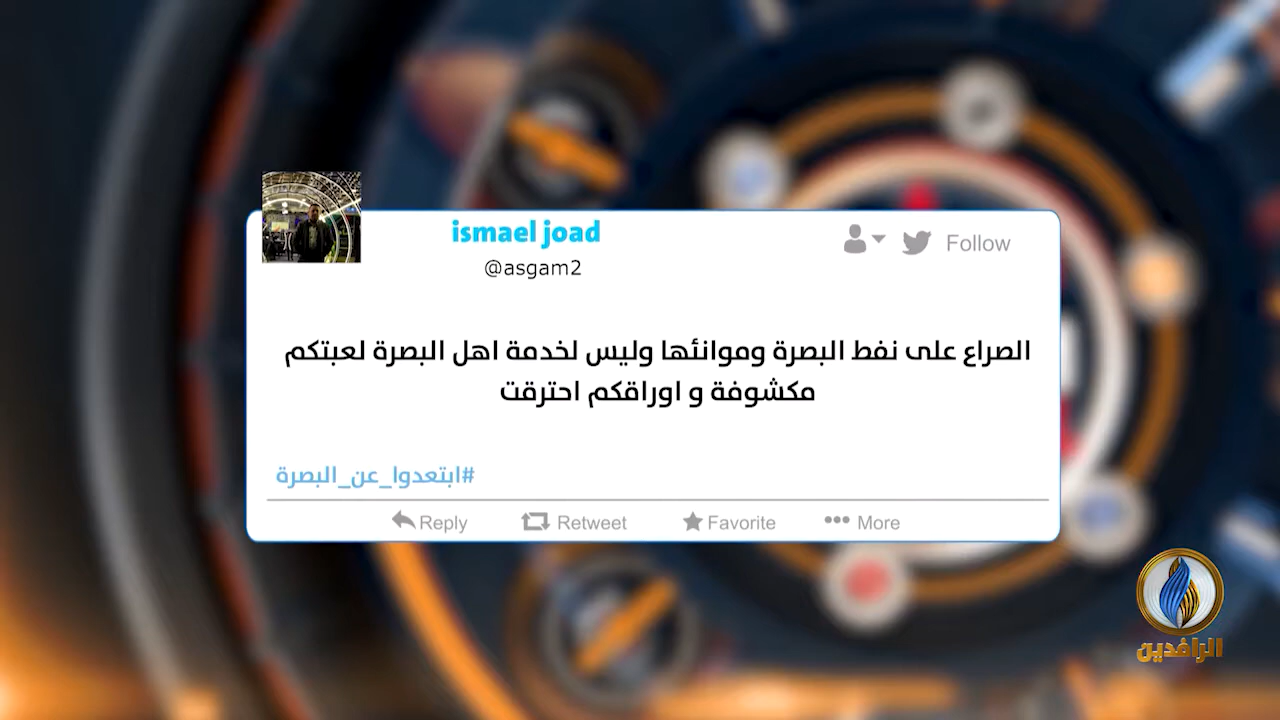 ismael joad
@asgam2
Follow
الصراع على نفط البصرة وموانئها وليس لخدمة اهل البصرة لعبتكم
مكشوفة و اوراقكم احترقت
#ابتعدوا_عن_البصرة
Reply Retweet Favorite More
الرافدين